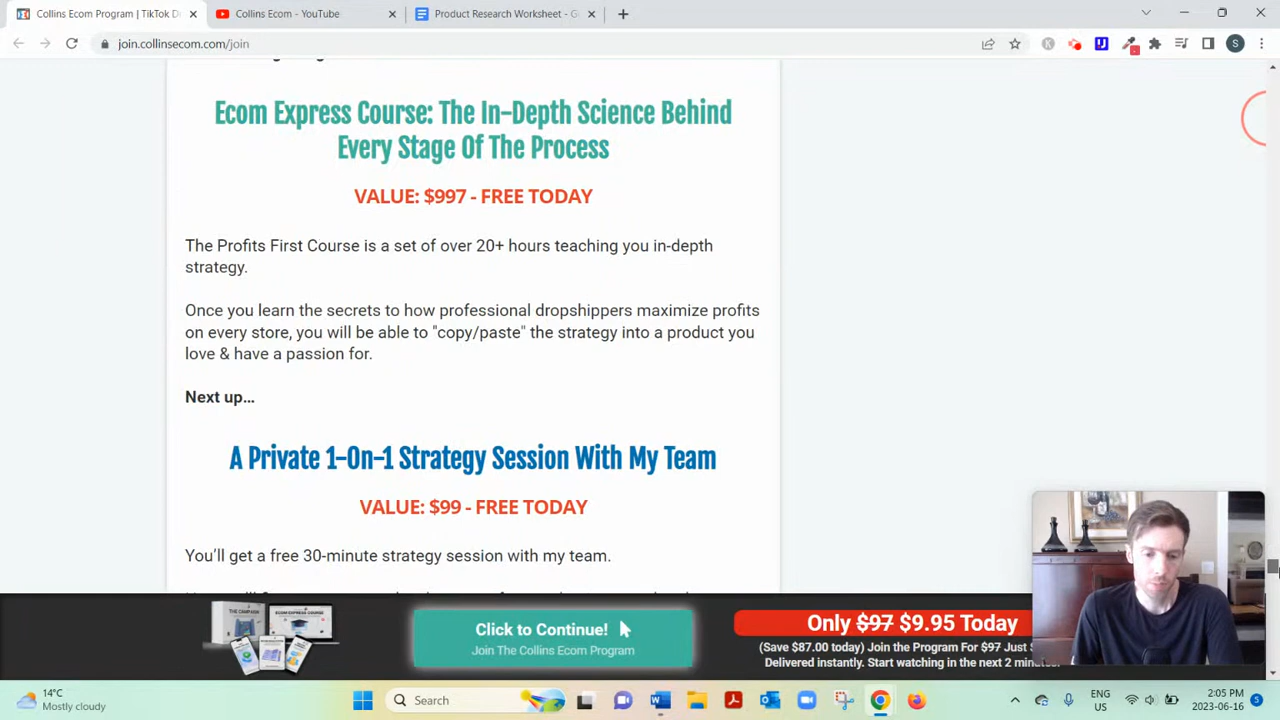 Collins Ecom Program | TikTok D
Collins Ecom - YouTube
Product Research Worksheet - G
join.collinsecom.com/join
Ecom Express Course: The In-Depth Science Behind
Every Stage Of The Process
VALUE: $997 - FREE TODAY
The Profits First Course is a set of over 20+ hours teaching you in-depth
strategy.
Once you learn the secrets to how professional dropshippers maximize profits
on every store, you will be able to "copy/paste" the strategy into a product you
love & have a passion for.
Next up...
A Private 1-On-1 Strategy Session With My Team
VALUE: $99 - FREE TODAY
You'll get a free 30-minute strategy session with my team.
THE CAMPAIGN
ECOM EXPRESS COURSE
Click to Continue!
Join The Collins Ecom Program
Only $97 $9.95 Today
(Save $87.00 today) Join the Program For $97 Just
Delivered instantly. Start watching in the next 2 minute
14°C
Mostly cloudy
Search
ENG
US
2:05 PM
2023-06-16